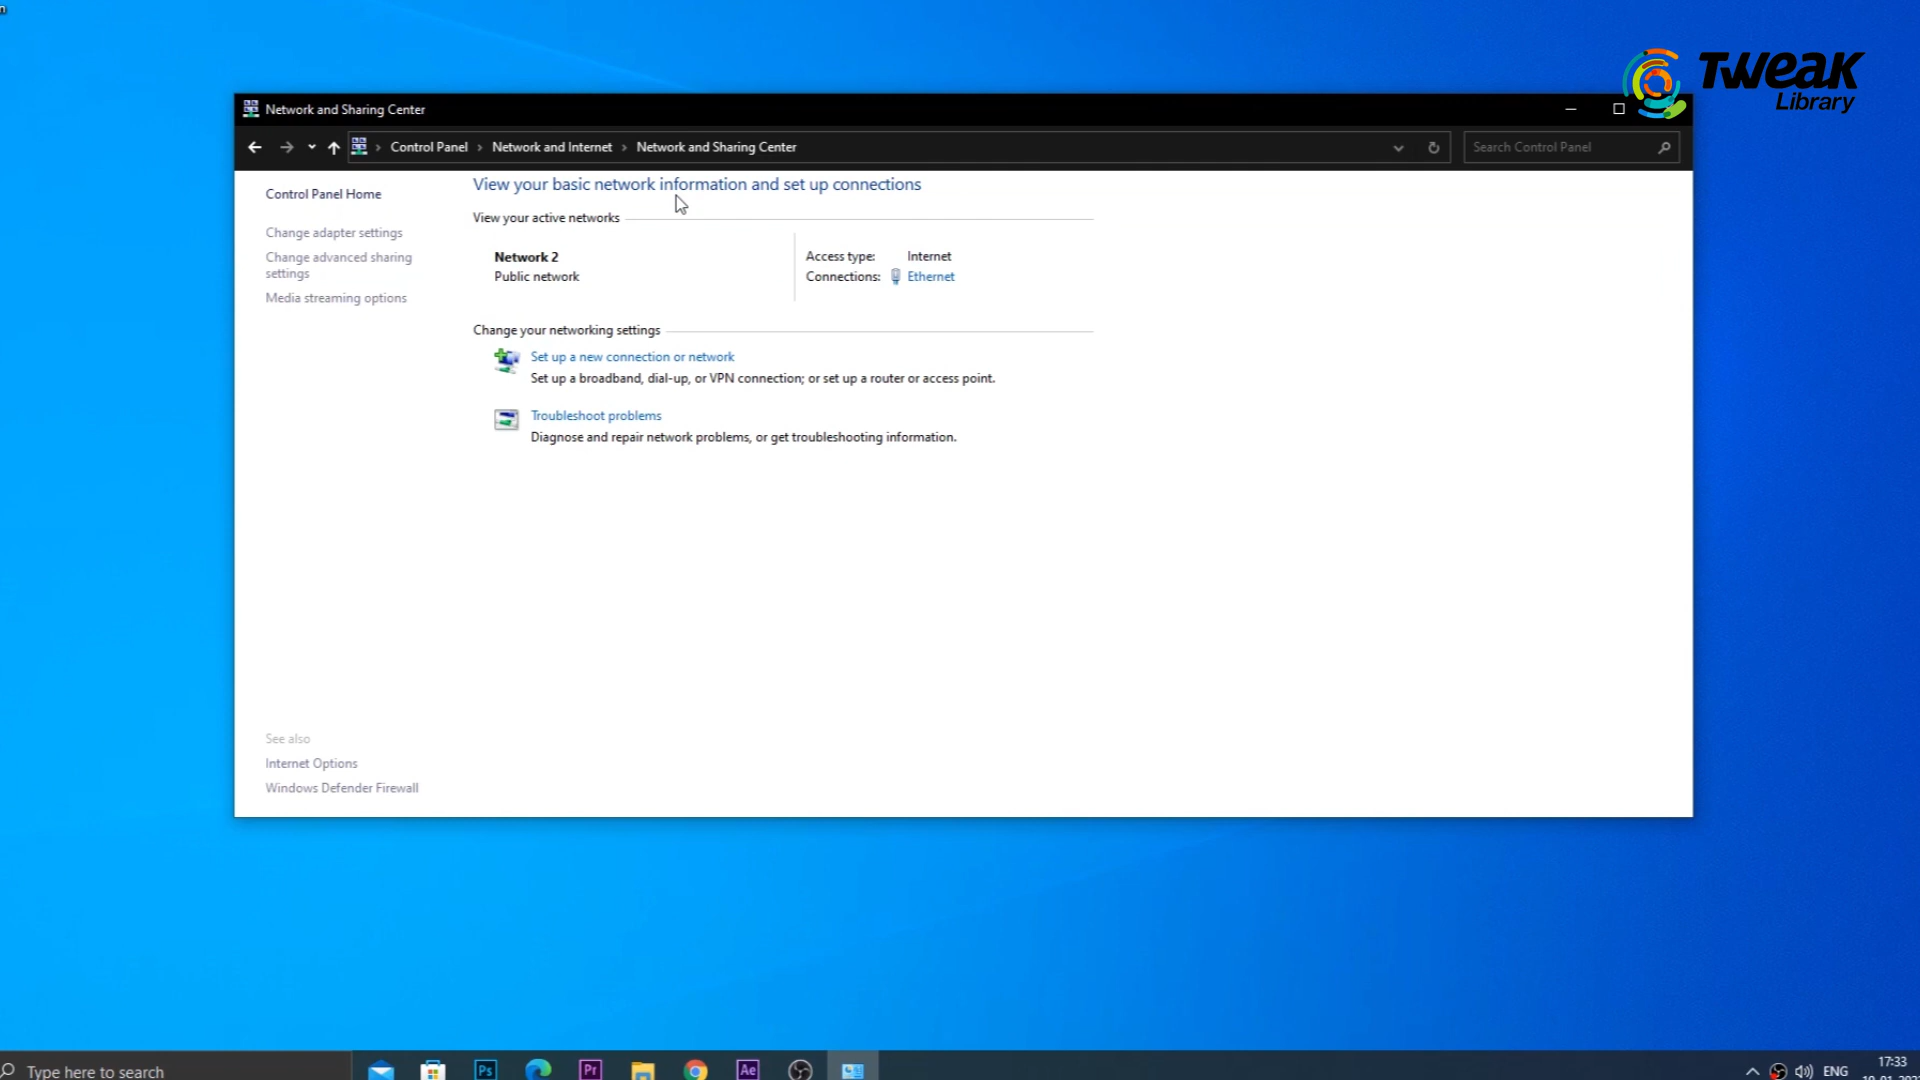 TWEAK
Library
Network and Sharing Center
Control Panel > Network and Internet > Network and Sharing Center
Search Control Panel
Control Panel Home
Change adapter settings
Change advanced sharing
settings
Media streaming options
View your basic network information and set up connections
View your active networks
Network 2
Public network
Access type: Internet
Connections: Ethernet
Change your networking settings
Set up a new connection or network
Set up a broadband, dial-up, or VPN connection; or set up a router or access point.
Troubleshoot problems
Diagnose and repair network problems, or get troubleshooting information.
See also
Internet Options
Windows Defender Firewall
Type here to search
Ps
Pr
Ae
ENG
17:33